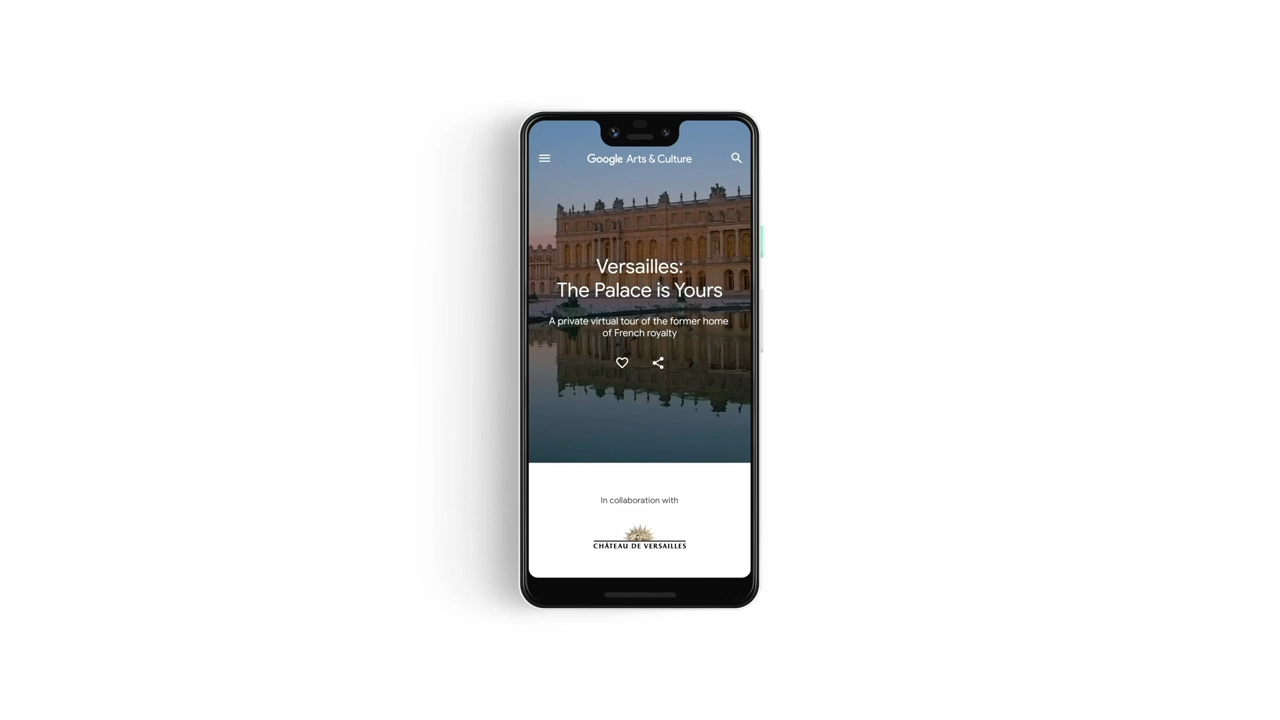 Google Arts & Culture
Versailles:
The Palace is Yours
A private virtual tour of the former home
of French royalty
In collaboration with
CHÂTEAU DE VERSAILLES